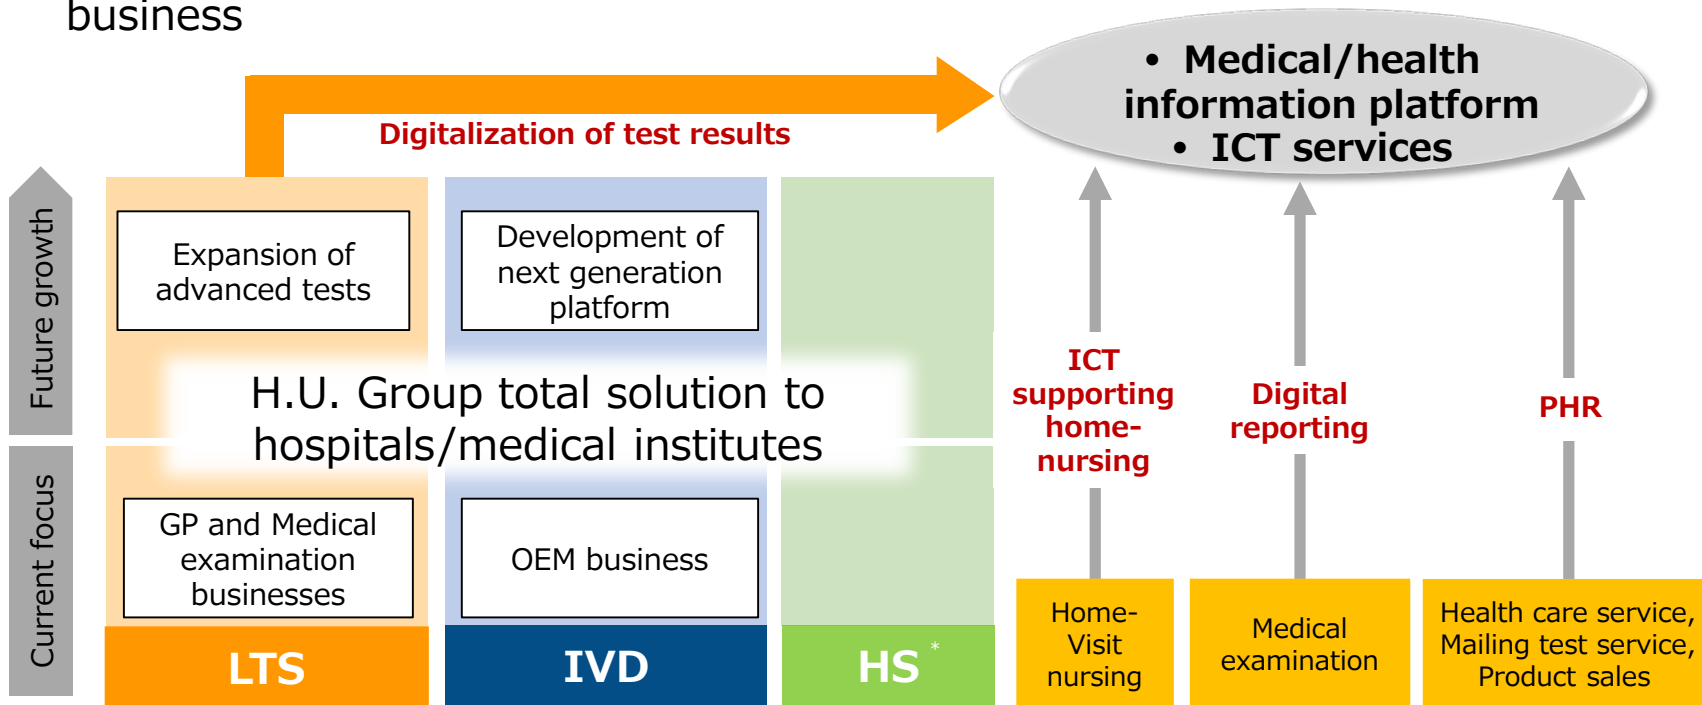 business
• Medical/health
information platform
• ICT services
Digitalization of test results
Future growth
Current focus
Expansion of
advanced tests
Development of
next generation
platform
H.U. Group total solution to
hospitals/medical institutes
GP and Medical
examination
businesses
OEM business
LTS
IVD
HS *
ICT
supporting
home-
nursing
Digital
reporting
PHR
Home-
Visit
nursing
Medical
examination
Health care service,
Mailing test service,
Product sales